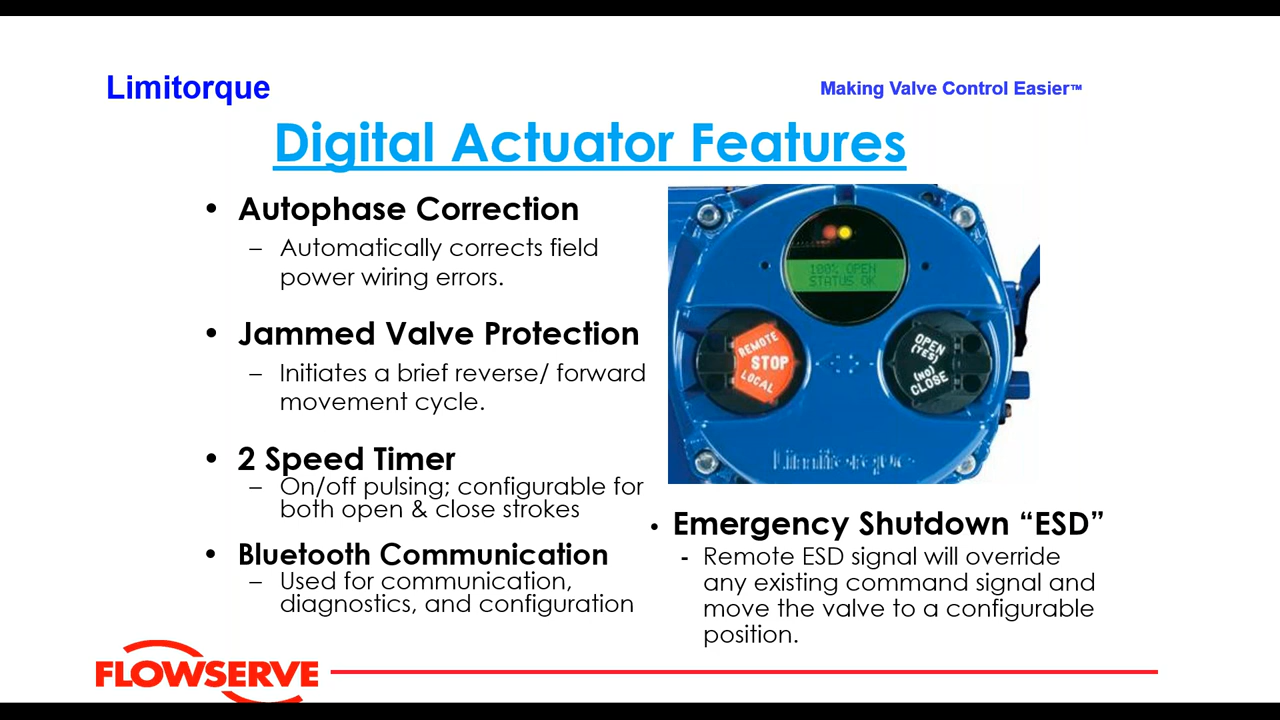 Limitorque
Making Valve Control Easier™
Digital Actuator Features
• Autophase Correction
– Automatically corrects field
power wiring errors.
• Jammed Valve Protection
– Initiates a brief reverse/ forward
movement cycle.
• 2 Speed Timer
– On/off pulsing; configurable for
both open & close strokes
• Bluetooth Communication
– Used for communication,
diagnostics, and configuration
100% OPEN
STATUS OK
REMOTE
STOP
LOCAL
OPEN
(YES)
(NO)
CLOSE
Limitorque
• Emergency Shutdown “ESD”
- Remote ESD signal will override
any existing command signal and
move the valve to a configurable
position.
FLOWSERVE